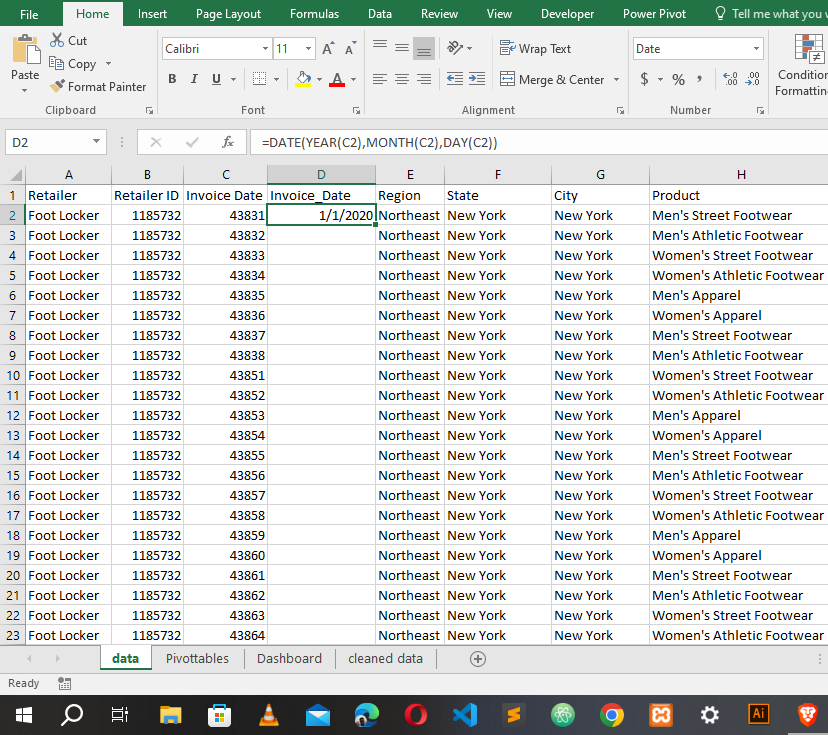 File Home Insert Page Layout Formulas Data Review View Developer Power Pivot Tell me what you
Cut
Copy
Format Painter
Paste
Clipboard
Calibri 11 A A
B I U A
Font
Wrap Text
Merge & Center
Alignment
Date
$ % , .00 .00
Number
Condition
Formattin
D2 fx =DATE(YEAR(C2),MONTH(C2),DAY(C2))
A B C D E F G H
1 Retailer Retailer ID Invoice Date Invoice_Date Region State City Product
2 Foot Locker 1185732 43831 1/1/2020 Northeast New York New York Men's Street Footwear
3 Foot Locker 1185732 43832 Northeast New York New York Men's Athletic Footwear
4 Foot Locker 1185732 43833 Northeast New York New York Women's Street Footwear
5 Foot Locker 1185732 43834 Northeast New York New York Women's Athletic Footwear
6 Foot Locker 1185732 43835 Northeast New York New York Men's Apparel
7 Foot Locker 1185732 43836 Northeast New York New York Women's Apparel
8 Foot Locker 1185732 43837 Northeast New York New York Men's Street Footwear
9 Foot Locker 1185732 43838 Northeast New York New York Men's Athletic Footwear
10 Foot Locker 1185732 43851 Northeast New York New York Women's Street Footwear
11 Foot Locker 1185732 43852 Northeast New York New York Women's Athletic Footwear
12 Foot Locker 1185732 43853 Northeast New York New York Men's Apparel
13 Foot Locker 1185732 43854 Northeast New York New York Women's Apparel
14 Foot Locker 1185732 43855 Northeast New York New York Men's Street Footwear
15 Foot Locker 1185732 43856 Northeast New York New York Men's Athletic Footwear
16 Foot Locker 1185732 43857 Northeast New York New York Women's Street Footwear
17 Foot Locker 1185732 43858 Northeast New York New York Women's Athletic Footwear
18 Foot Locker 1185732 43859 Northeast New York New York Men's Apparel
19 Foot Locker 1185732 43860 Northeast New York New York Women's Apparel
20 Foot Locker 1185732 43861 Northeast New York New York Men's Street Footwear
21 Foot Locker 1185732 43862 Northeast New York New York Men's Athletic Footwear
22 Foot Locker 1185732 43863 Northeast New York New York Women's Street Footwear
23 Foot Locker 1185732 43864 Northeast New York New York Women's Athletic Footwear
data Pivottables Dashboard cleaned data
Ready
Ai